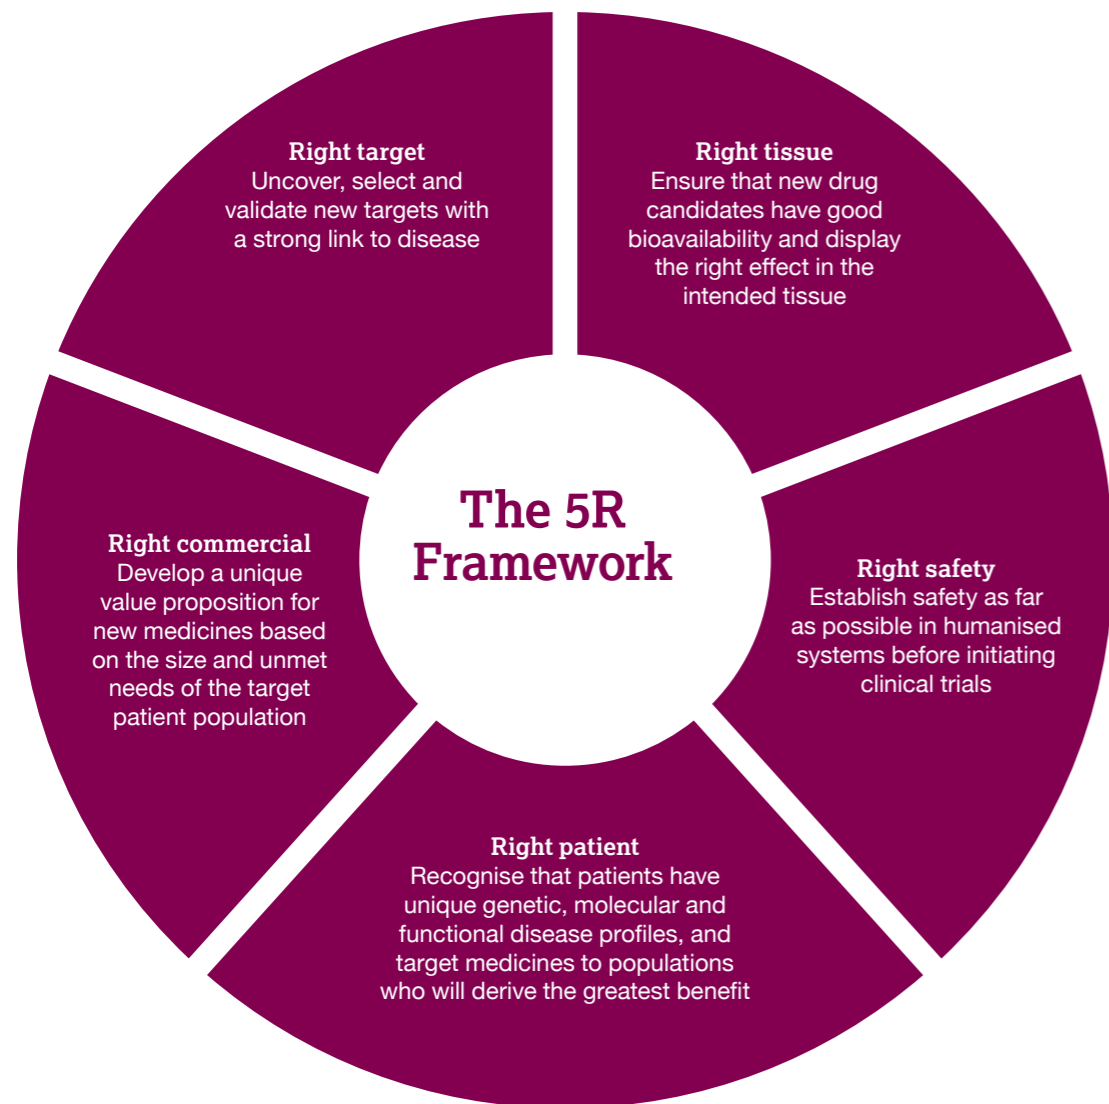 Right target
Uncover, select and
validate new targets with
a strong link to disease
Right tissue
Ensure that new drug
candidates have good
bioavailability and display
the right effect in the
intended tissue
The 5R
Framework
Right commercial
Develop a unique
value proposition for
new medicines based
on the size and unmet
needs of the target
patient population
Right safety
Establish safety as far
as possible in humanised
systems before initiating
clinical trials
Right patient
Recognise that patients have
unique genetic, molecular and
functional disease profiles, and
target medicines to populations
who will derive the greatest benefit